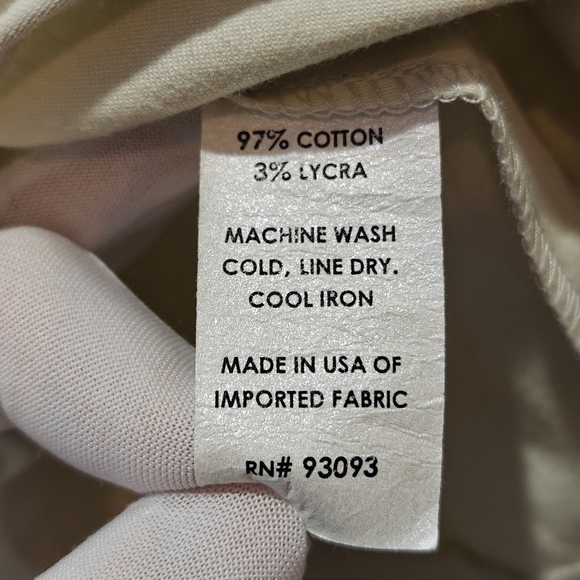 97% COTTON
3% LYCRA
MACHINE WASH
COLD, LINE DRY.
COOL IRON
MADE IN USA OF
IMPORTED FABRIC
RN# 93093